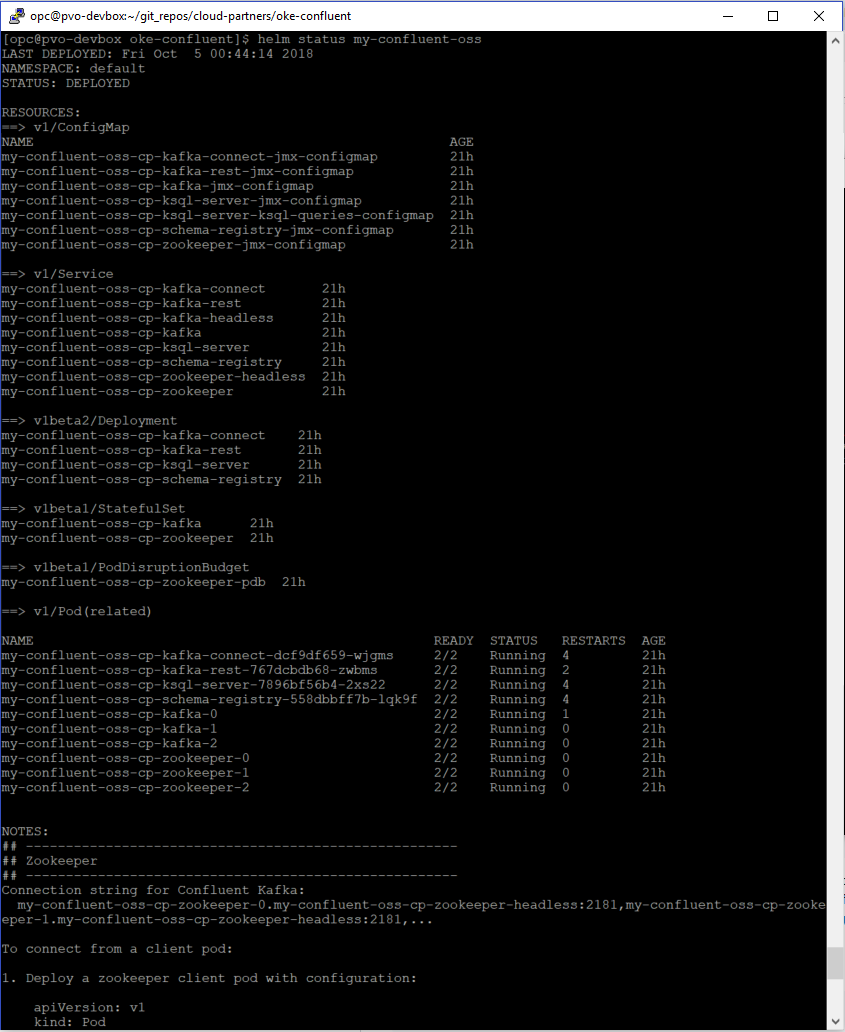 opc@pvo-devbox:~/git_repos/cloud-partners/oke-confluent
[opc@pvo-devbox oke-confluent]$ helm status my-confluent-oss
LAST DEPLOYED: Fri Oct  5 00:44:14 2018
NAMESPACE: default
STATUS: DEPLOYED
RESOURCES:
==> v1/ConfigMap
NAME                                                    AGE
my-confluent-oss-cp-kafka-connect-jmx-configmap         21h
my-confluent-oss-cp-kafka-rest-jmx-configmap            21h
my-confluent-oss-cp-kafka-jmx-configmap                 21h
my-confluent-oss-cp-ksql-server-jmx-configmap           21h
my-confluent-oss-cp-ksql-server-ksql-queries-configmap  21h
my-confluent-oss-cp-schema-registry-jmx-configmap       21h
my-confluent-oss-cp-zookeeper-jmx-configmap             21h
==> v1/Service
my-confluent-oss-cp-kafka-connect       21h
my-confluent-oss-cp-kafka-rest          21h
my-confluent-oss-cp-kafka-headless      21h
my-confluent-oss-cp-kafka               21h
my-confluent-oss-cp-ksql-server         21h
my-confluent-oss-cp-schema-registry     21h
my-confluent-oss-cp-zookeeper-headless  21h
my-confluent-oss-cp-zookeeper           21h
==> v1beta2/Deployment
my-confluent-oss-cp-kafka-connect    21h
my-confluent-oss-cp-kafka-rest       21h
my-confluent-oss-cp-ksql-server      21h
my-confluent-oss-cp-schema-registry  21h
==> v1beta1/StatefulSet
my-confluent-oss-cp-kafka      21h
my-confluent-oss-cp-zookeeper  21h
==> v1beta1/PodDisruptionBudget
my-confluent-oss-cp-zookeeper-pdb  21h
==> v1/Pod(related)
NAME                                                  READY  STATUS   RESTARTS  AGE
my-confluent-oss-cp-kafka-connect-dcf9df659-wjgms     2/2    Running  4         21h
my-confluent-oss-cp-kafka-rest-767dcbdb68-zwbms       2/2    Running  2         21h
my-confluent-oss-cp-ksql-server-7896bf56b4-2xs22      2/2    Running  4         21h
my-confluent-oss-cp-schema-registry-558dbbff7b-lqk9f  2/2    Running  4         21h
my-confluent-oss-cp-kafka-0                           2/2    Running  1         21h
my-confluent-oss-cp-kafka-1                           2/2    Running  0         21h
my-confluent-oss-cp-kafka-2                           2/2    Running  0         21h
my-confluent-oss-cp-zookeeper-0                       2/2    Running  0         21h
my-confluent-oss-cp-zookeeper-1                       2/2    Running  0         21h
my-confluent-oss-cp-zookeeper-2                       2/2    Running  0         21h
NOTES:
## ------------------------------------------------------
## Zookeeper
## ------------------------------------------------------
Connection string for Confluent Kafka:
  my-confluent-oss-cp-zookeeper-0.my-confluent-oss-cp-zookeeper-headless:2181,my-confluent-oss-cp-zooke
eper-1.my-confluent-oss-cp-zookeeper-headless:2181,...
To connect from a client pod:
1. Deploy a zookeeper client pod with configuration:
    apiVersion: v1
    kind: Pod